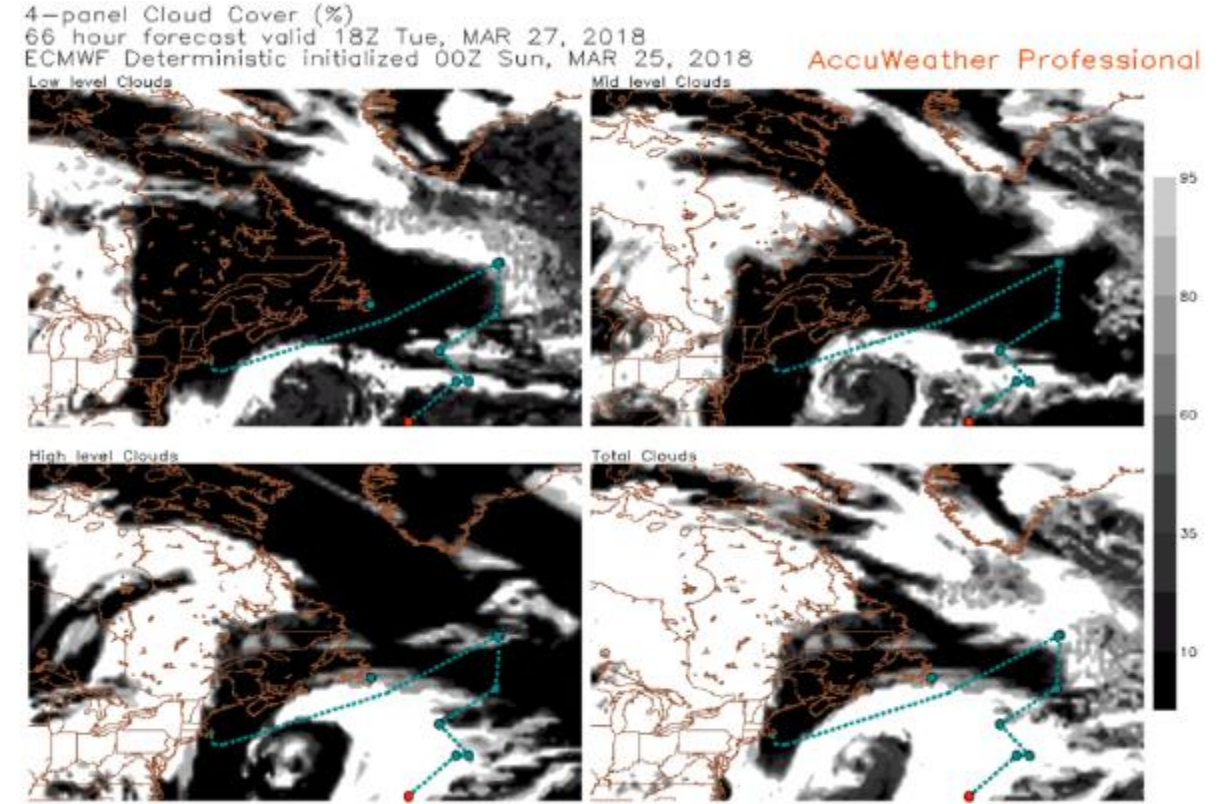 4-panel Cloud Cover (%)
66 hour forecast valid 18Z Tue, MAR 27, 2018
ECMWF Deterministic initialized 00Z Sun, MAR 25, 2018
AccuWeather Professional
Low level Clouds
Mid level Clouds
95
80
60
35
10
High level Clouds
Total Clouds